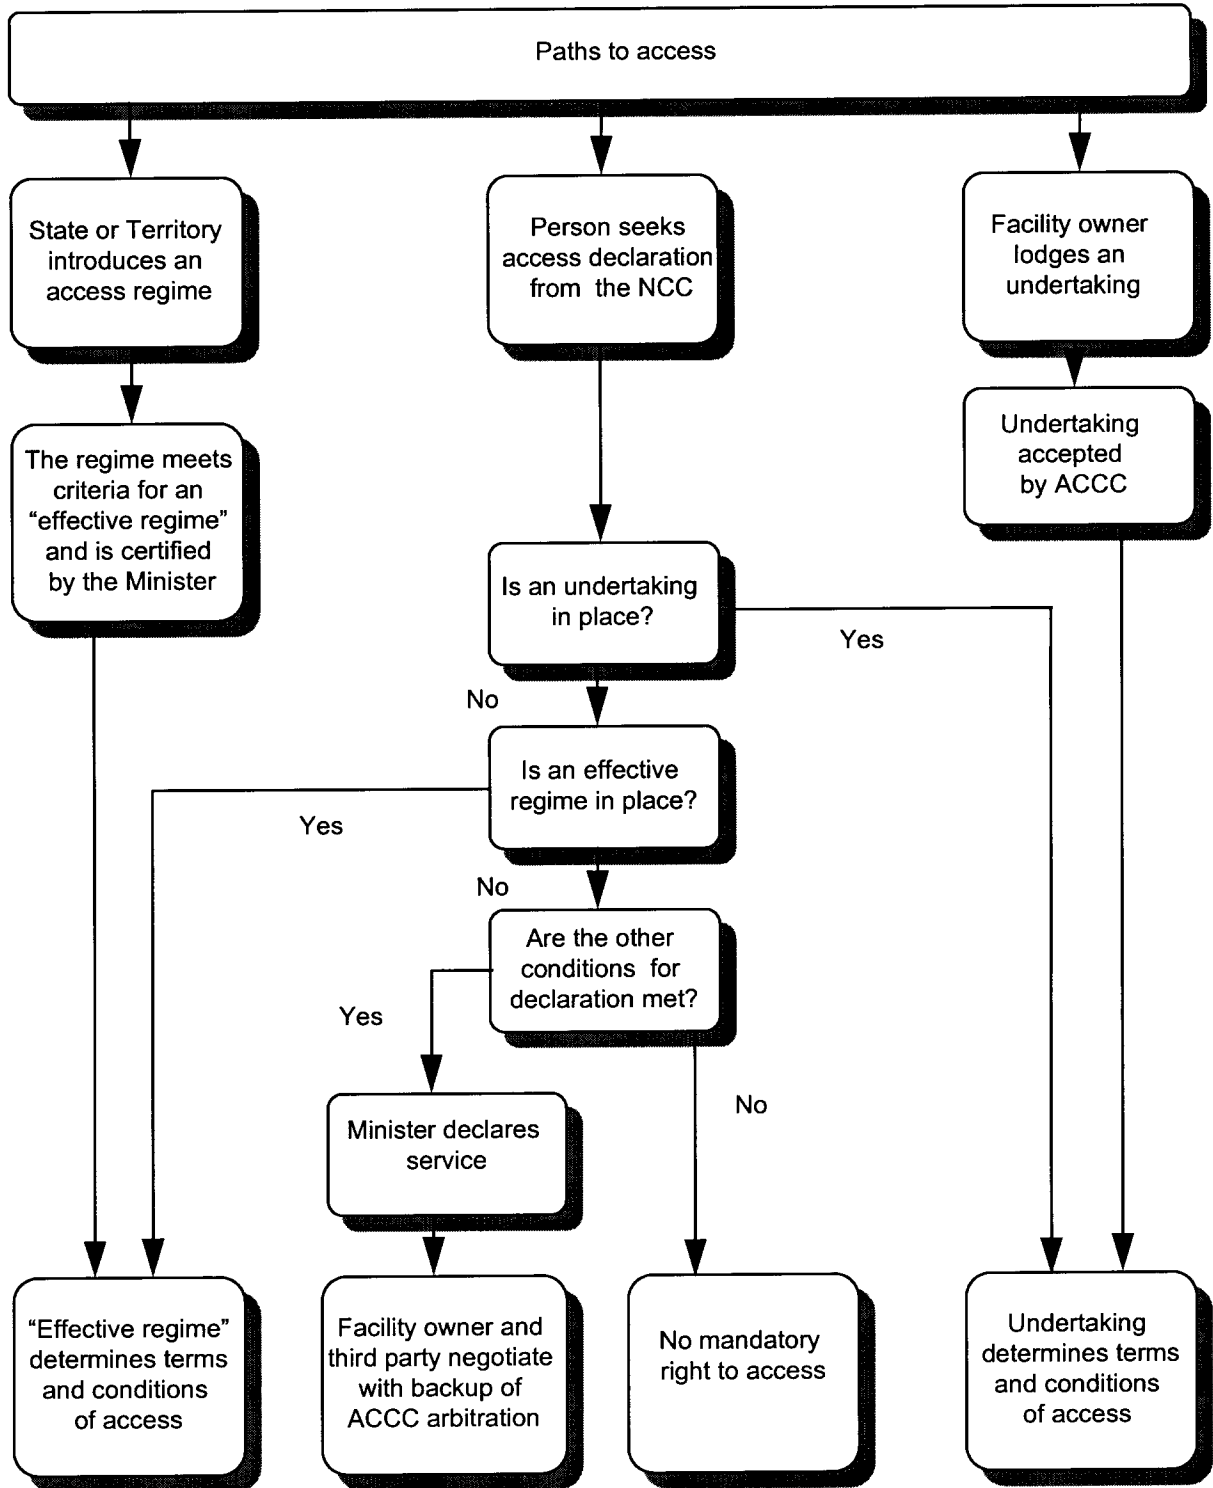 Paths to access
State or Territory
introduces an
access regime
Person seeks
access declaration
from the NCC
Facility owner
lodges an
undertaking
The regime meets
criteria for an
“effective regime”
and is certified
by the Minister
Undertaking
accepted
by ACCC
Is an undertaking
in place?
Yes
No
Is an effective
regime in place?
Yes
No
Are the other
conditions for
declaration met?
Yes
No
Minister declares
service
“Effective regime”
determines terms
and conditions
of access
Facility owner and
third party negotiate
with backup of
ACCC arbitration
No mandatory
right to access
Undertaking
determines terms
and conditions
of access